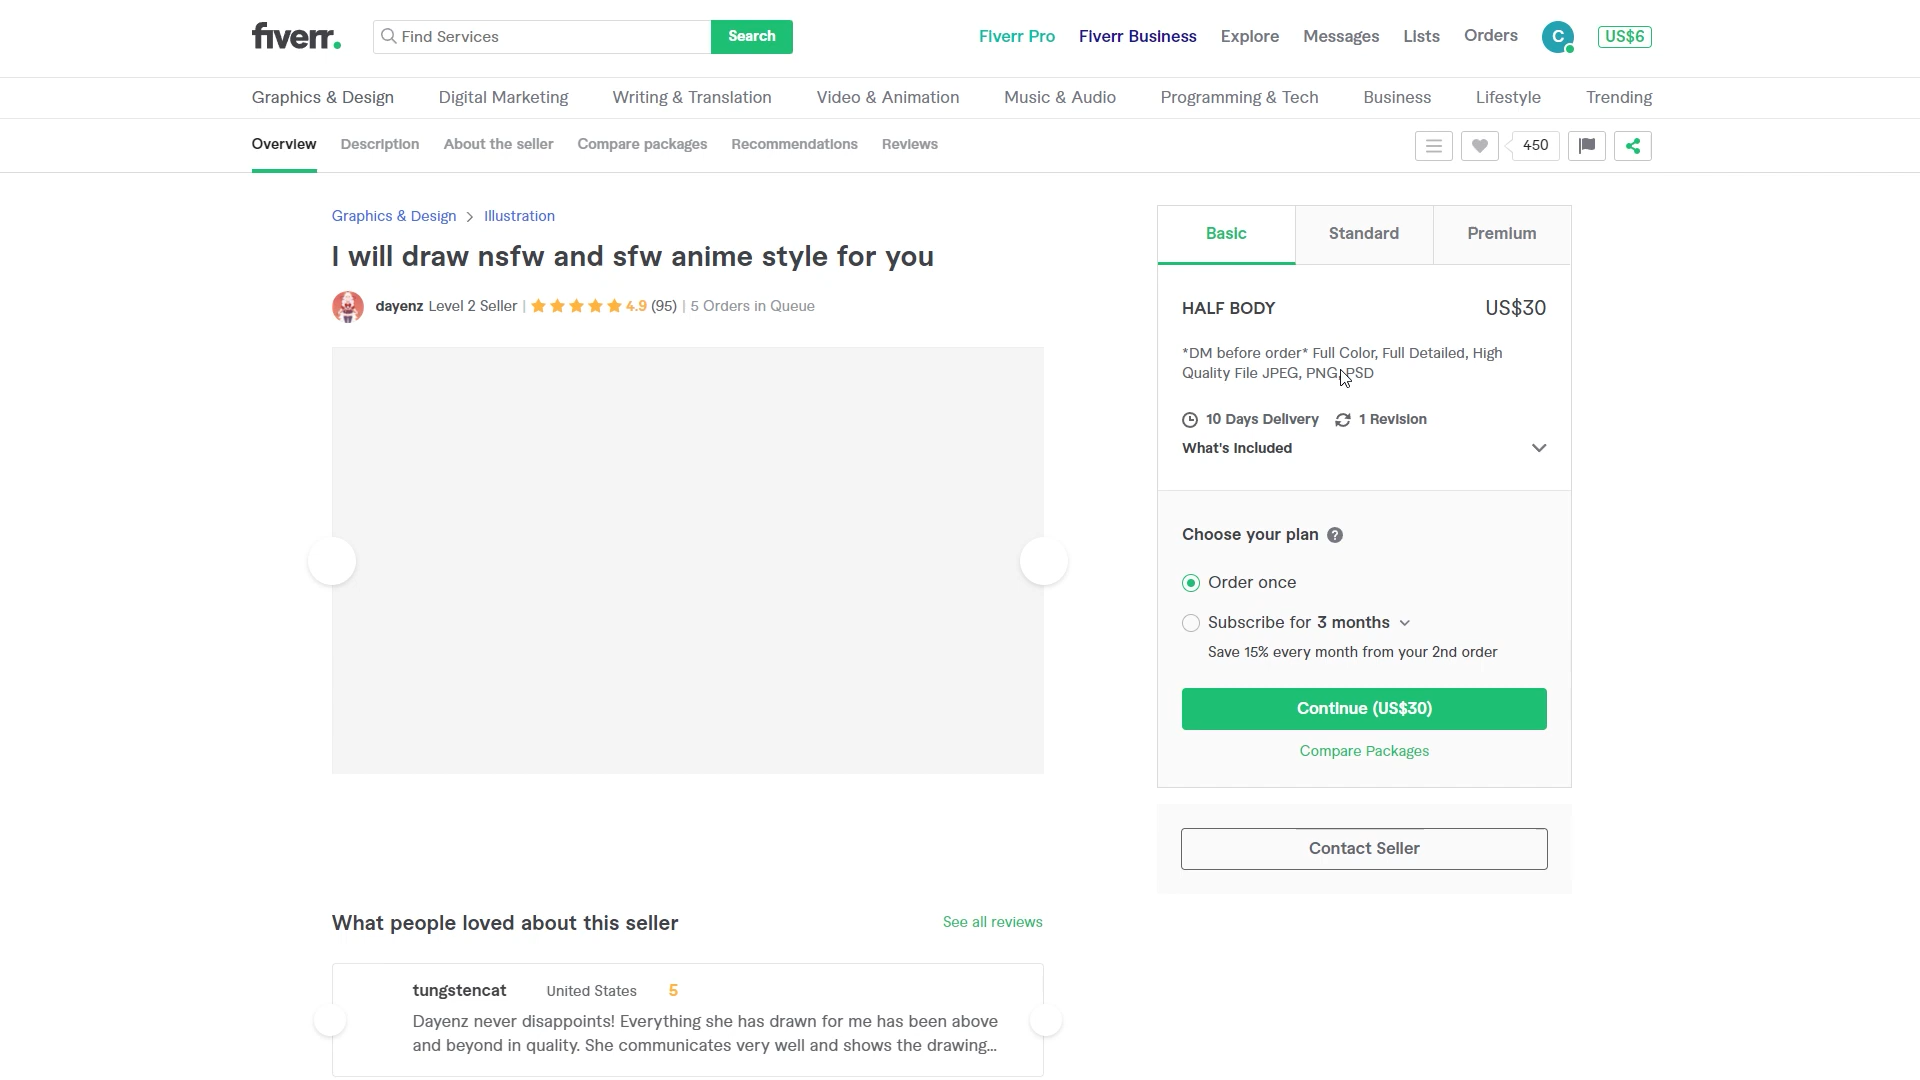 fiverr.
Find Services
Search
Fiverr Pro
Fiverr Business
Explore
Messages
Lists
Orders
C
US$6
Graphics & Design
Digital Marketing
Writing & Translation
Video & Animation
Music & Audio
Programming & Tech
Business
Lifestyle
Trending
Overview
Description
About the seller
Compare packages
Recommendations
Reviews
450
Graphics & Design > Illustration
I will draw nsfw and sfw anime style for you
dayenz Level 2 Seller | 4.9 (95) | 5 Orders in Queue
Basic
Standard
Premium
HALF BODY
US$30
*DM before order* Full Color, Full Detailed, High
Quality File JPEG, PNG, PSD
10 Days Delivery
1 Revision
What's Included
Choose your plan ?
Order once
Subscribe for 3 months
Save 15% every month from your 2nd order
Continue (US$30)
Compare Packages
Contact Seller
What people loved about this seller
See all reviews
tungstencat
United States
5
Dayenz never disappoints! Everything she has drawn for me has been above
and beyond in quality. She communicates very well and shows the drawing...